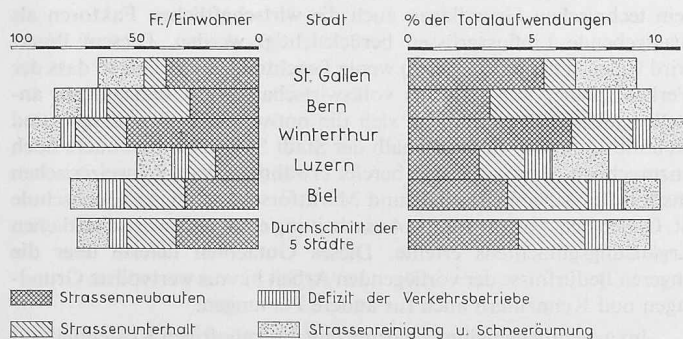 Fr./Einwohner Stadt % der Totalaufwendungen
100 50 0 0 5 10
St. Gallen
Bern
Winterthur
Luzern
Biel
Durchschnitt der
5 Städte
Strassenneubauten Defizit der Verkehrsbetriebe
Strassenunterhalt Strassenreinigung u. Schneeräumung